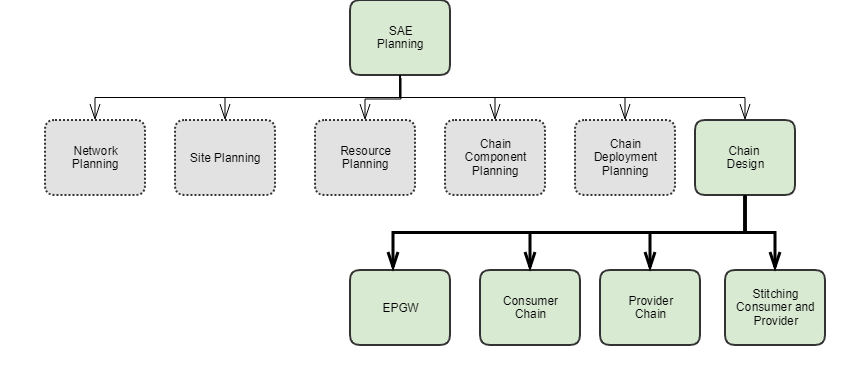 SAE
Planning
Network
Planning
Site Planning
Resource
Planning
Chain
Component
Planning
Chain
Deployment
Planning
Chain
Design
EPGW
Consumer
Chain
Provider
Chain
Stitching
Consumer and
Provider